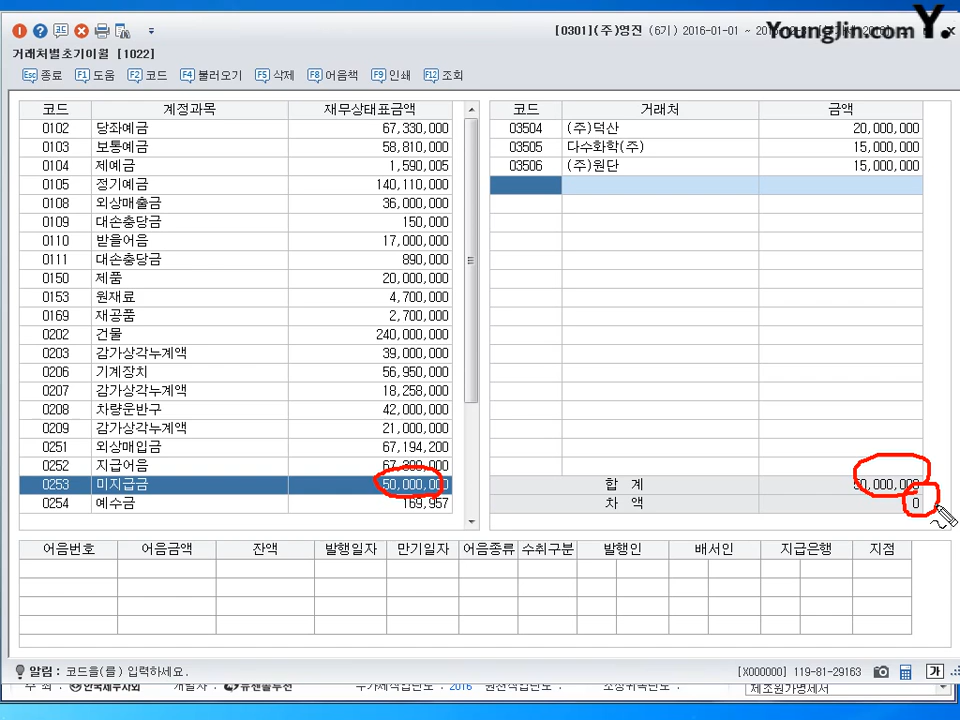 [0301](주)영진 (6기) 2016-01-01 ~
Younglin.com Y.
거래처별초기이월 [1022]
Esc 종료 F1 도움 F2 코드 F4 불러오기 F5 삭제 F8 어음책 F9 인쇄 F12 조회
코드 계정과목 재무상태표금액
0102 당좌예금 67,330,000
0103 보통예금 58,810,000
0104 제예금 1,590,005
0105 정기예금 140,110,000
0108 외상매출금 36,000,000
0109 대손충당금 150,000
0110 받을어음 17,000,000
0111 대손충당금 890,000
0150 제품 20,000,000
0153 원재료 4,700,000
0169 재공품 2,700,000
0202 건물 240,000,000
0203 감가상각누계액 39,000,000
0206 기계장치 56,950,000
0207 감가상각누계액 18,258,000
0208 차량운반구 42,000,000
0209 감가상각누계액 21,000,000
0251 외상매입금 67,194,200
0252 지급어음
0253 미지급금 50,000,000
0254 예수금 169,957
코드 거래처 금액
03504 (주)덕산 20,000,000
03505 다수화학(주) 15,000,000
03506 (주)원단 15,000,000
합 계 50,000,000
차 액 0
어음번호 어음금액 잔액 발행일자 만기일자 어음종류 수취구분 발행인 배서인 지급은행 지점
알림: 코드을(를) 입력하세요.
[X000000] 119-81-29163 가
2016
제조원가명세서